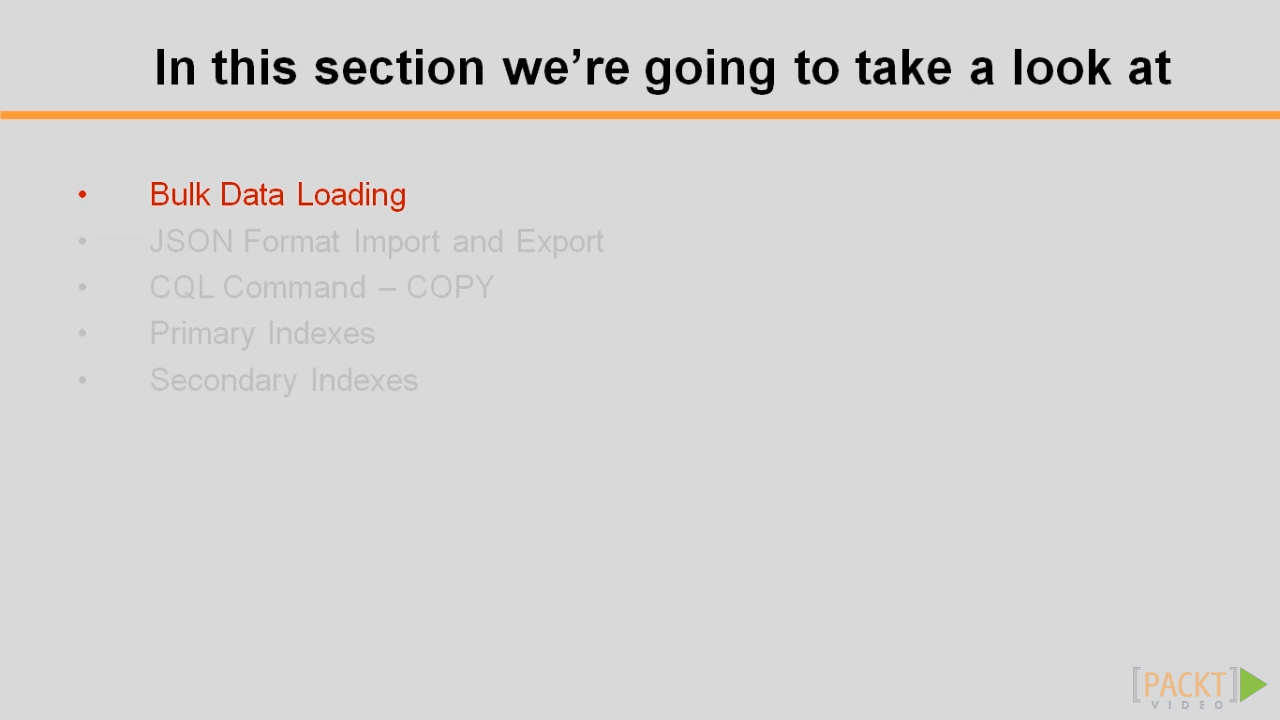 In this section we're going to take a look at
• Bulk Data Loading
• JSON Format Import and Export
• CQL Command – COPY
• Primary Indexes
• Secondary Indexes
[PACKT]
VIDEO